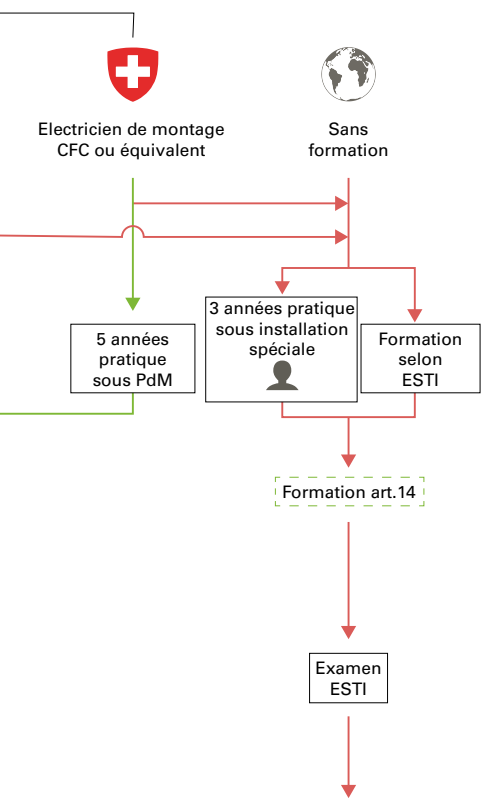 Electricien de montage
CFC ou équivalent
Sans
formation
5 années
pratique
sous PdM
3 années pratique
sous installation
spéciale
Formation
selon
ESTI
Formation art.14
Examen
ESTI